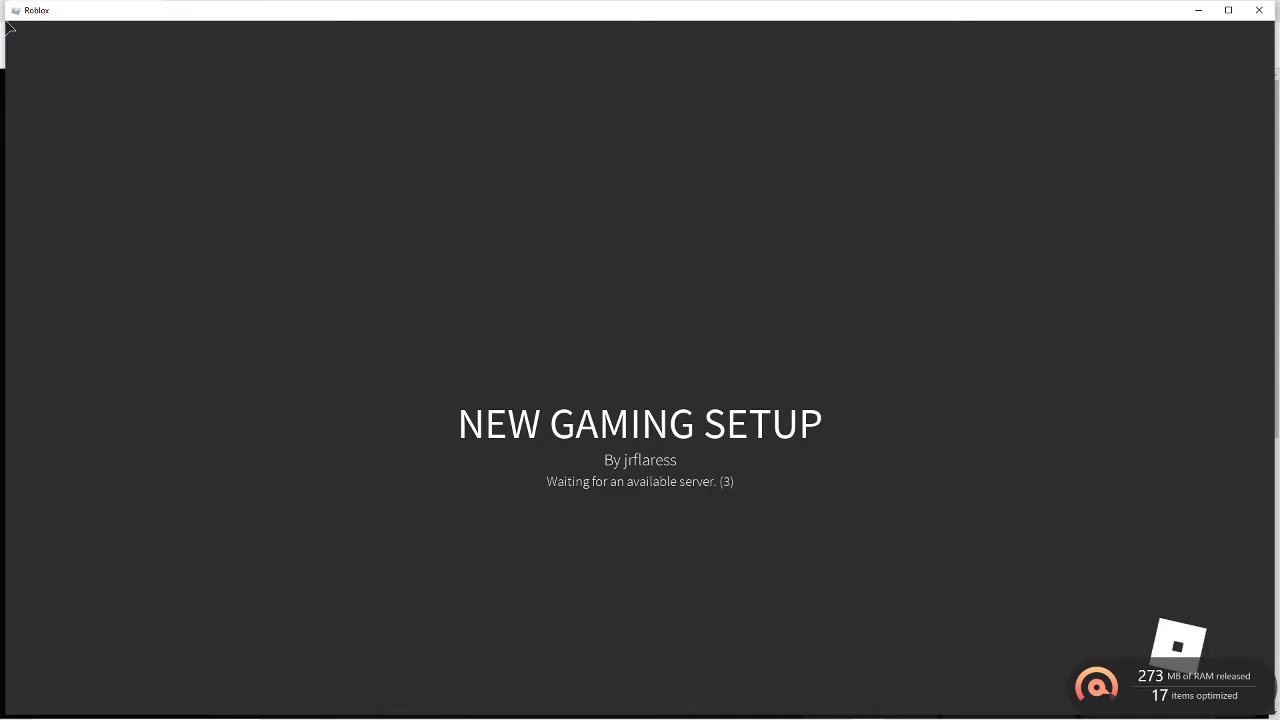 Roblox
NEW GAMING SETUP
By jrflaress
Waiting for an available server. (3)
273 MB of RAM released
17 items optimized